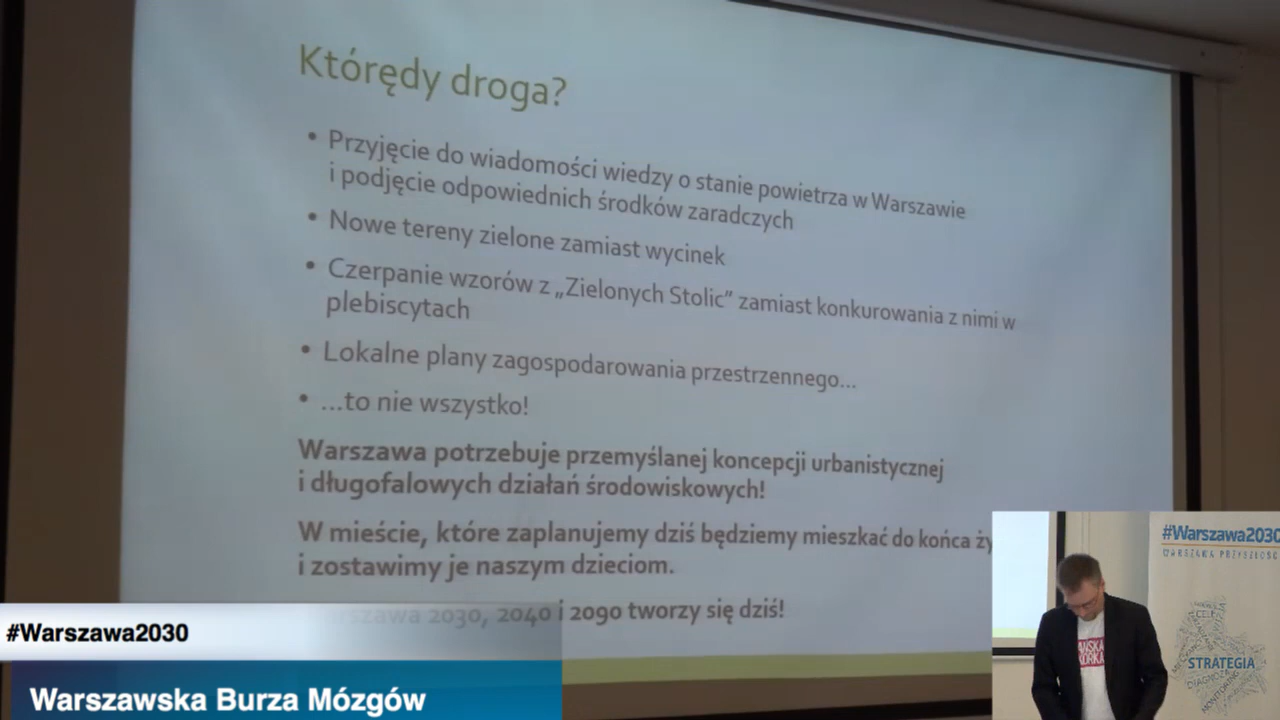 Którędy droga?
• Przyjęcie do wiadomości wiedzy o stanie powietrza w Warszawie
i podjęcie odpowiednich środków zaradczych
• Nowe tereny zielone zamiast wycinek
• Czerpanie wzorów z „Zielonych Stolic” zamiast konkurowania z nimi w
plebiscytach
• Lokalne plany zagospodarowania przestrzennego...
• ...to nie wszystko!
Warszawa potrzebuje przemyślanej koncepcji urbanistycznej
i długofalowych działań środowiskowych!
W mieście, które zaplanujemy dziś będziemy mieszkać do końca ży
i zostawimy je naszym dzieciom.
szawa 2030, 2040 i 2090 tworzy się dziś!
#Warszawa2030
Warszawska Burza Mózgów
#Warszawa2030
WARSZAWA PRZYSZŁOŚC
STRATEGIA